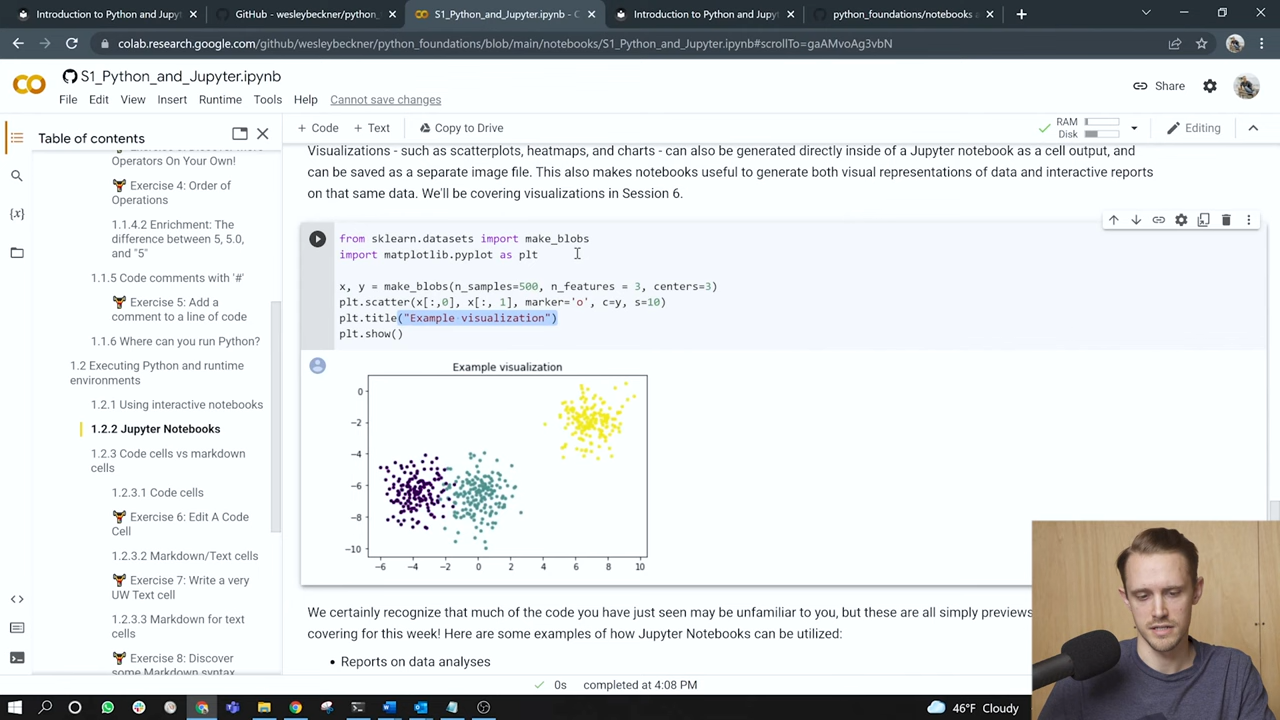 Introduction to Python and Jupyt
GitHub - wesleybeckner/python_
S1_Python_and_Jupyter.ipynb - C
Introduction to Python and Jupyt
python_foundations/notebooks a
colab.research.google.com/github/wesleybeckner/python_foundations/blob/main/notebooks/S1_Python_and_Jupyter.ipynb#scrollTo=gaAMvoAg3vbN
S1_Python_and_Jupyter.ipynb
File Edit View Insert Runtime Tools Help Cannot save changes
Share
Table of contents
+ Code + Text Copy to Drive
RAM
Disk
Editing
Operators On Your Own!
Exercise 4: Order of
Operations
1.1.4.2 Enrichment: The
difference between 5, 5.0,
and "5"
1.1.5 Code comments with '#'
Exercise 5: Add a
comment to a line of code
1.1.6 Where can you run Python?
1.2 Executing Python and runtime
environments
1.2.1 Using interactive notebooks
1.2.2 Jupyter Notebooks
1.2.3 Code cells vs markdown
cells
1.2.3.1 Code cells
Exercise 6: Edit A Code
Cell
1.2.3.2 Markdown/Text cells
Exercise 7: Write a very
UW Text cell
1.2.3.3 Markdown for text
cells
Exercise 8: Discover
some Markdown syntax
Visualizations - such as scatterplots, heatmaps, and charts - can also be generated directly inside of a Jupyter notebook as a cell output, and
can be saved as a separate image file. This also makes notebooks useful to generate both visual representations of data and interactive reports
on that same data. We'll be covering visualizations in Session 6.
from sklearn.datasets import make_blobs
import matplotlib.pyplot as plt
x, y = make_blobs(n_samples=500, n_features = 3, centers=3)
plt.scatter(x[:,0], x[:, 1], marker='o', c=y, s=10)
plt.title("Example visualization")
plt.show()
Example visualization
0
−2
−4
−6
−8
−10
−6 −4 −2 0 2 4 6 8 10
We certainly recognize that much of the code you have just seen may be unfamiliar to you, but these are all simply previews
covering for this week! Here are some examples of how Jupyter Notebooks can be utilized:
• Reports on data analyses
0s completed at 4:08 PM
46°F Cloudy